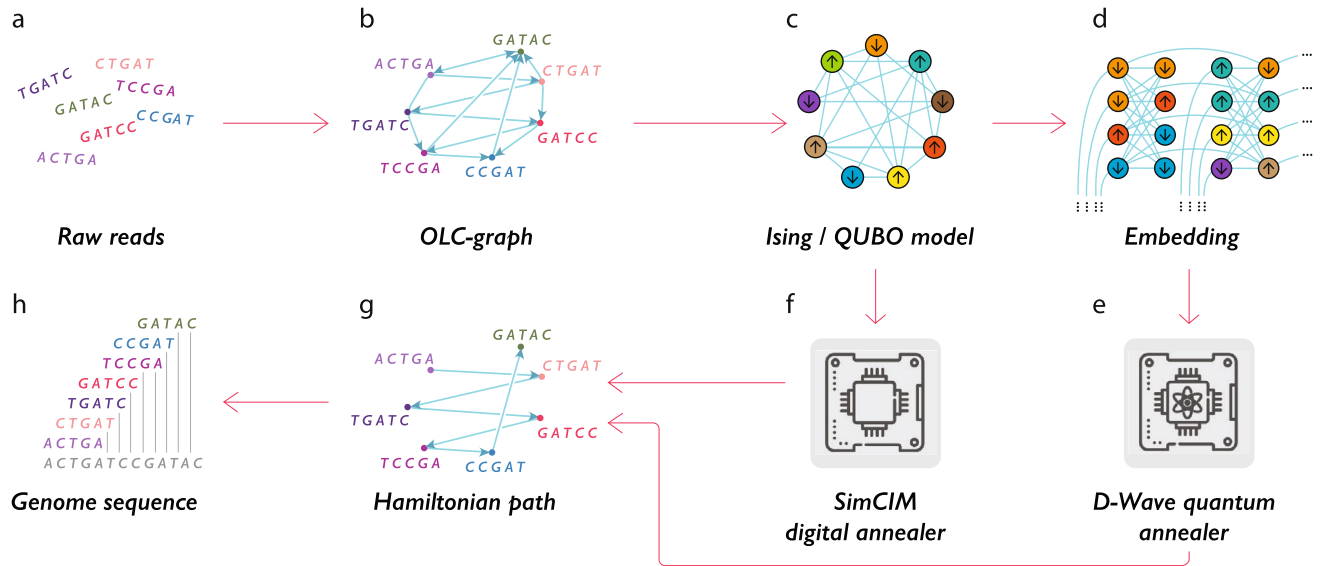 a
TGATC
CTGAT
TCCGA
GATAC
GATCC
CCGAT
ACTGA
Raw reads
b
GATAC
ACTGA
CTGAT
TGATC
GATCC
TCCGA
CCGAT
OLC-graph
c
Ising / QUBO model
d
...
...
...
...
Embedding
h
GATAC
CCGAT
TCCGA
GATCC
TGATC
CTGAT
ACTGA
ACTGATCCGATAC
Genome sequence
g
GATAC
ACTGA
CTGAT
TGATC
GATCC
TCCGA
CCGAT
Hamiltonian path
f
SimCIM
digital annealer
e
D-Wave quantum
annealer